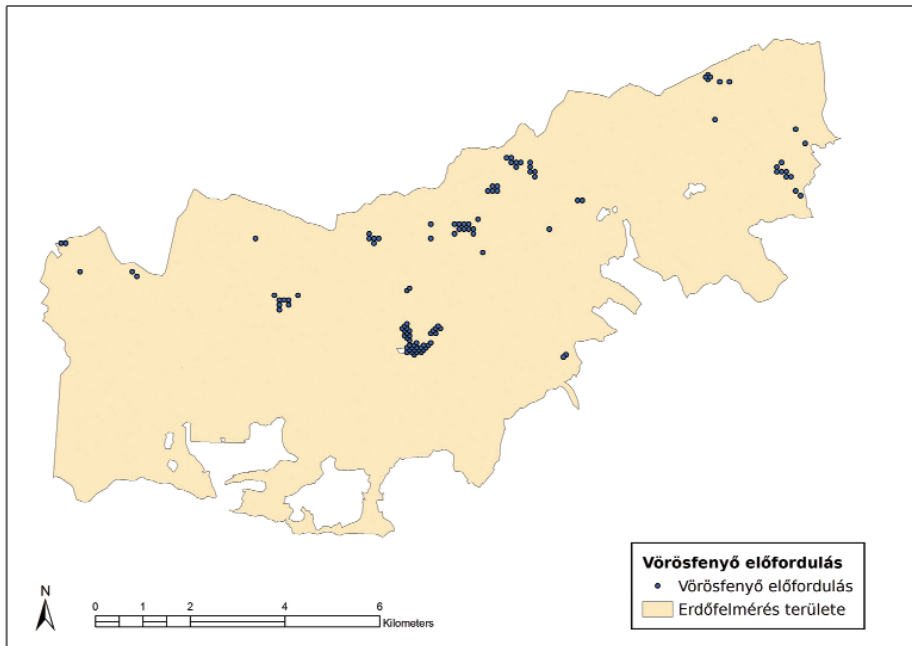 Vörösfenyő előfordulás
Vörösfenyő előfordulás
Erdőfelmérés területe
N
0 1 2 4 6
Kilometers